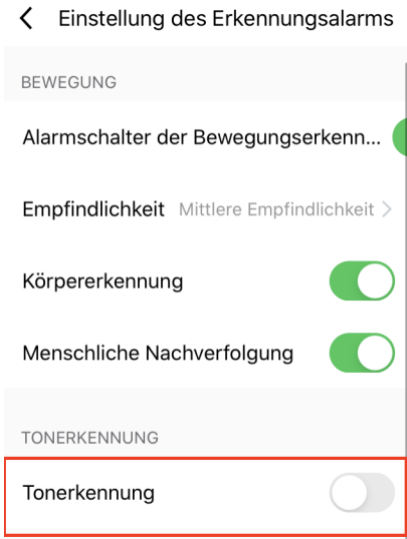 Einstellung des Erkennungsalarms
BEWEGUNG
Alarmschalter der Bewegungserkenn...
Empfindlichkeit Mittlere Empfindlichkeit
Körpererkennung
Menschliche Nachverfolgung
TONERKENNUNG
Tonerkennung